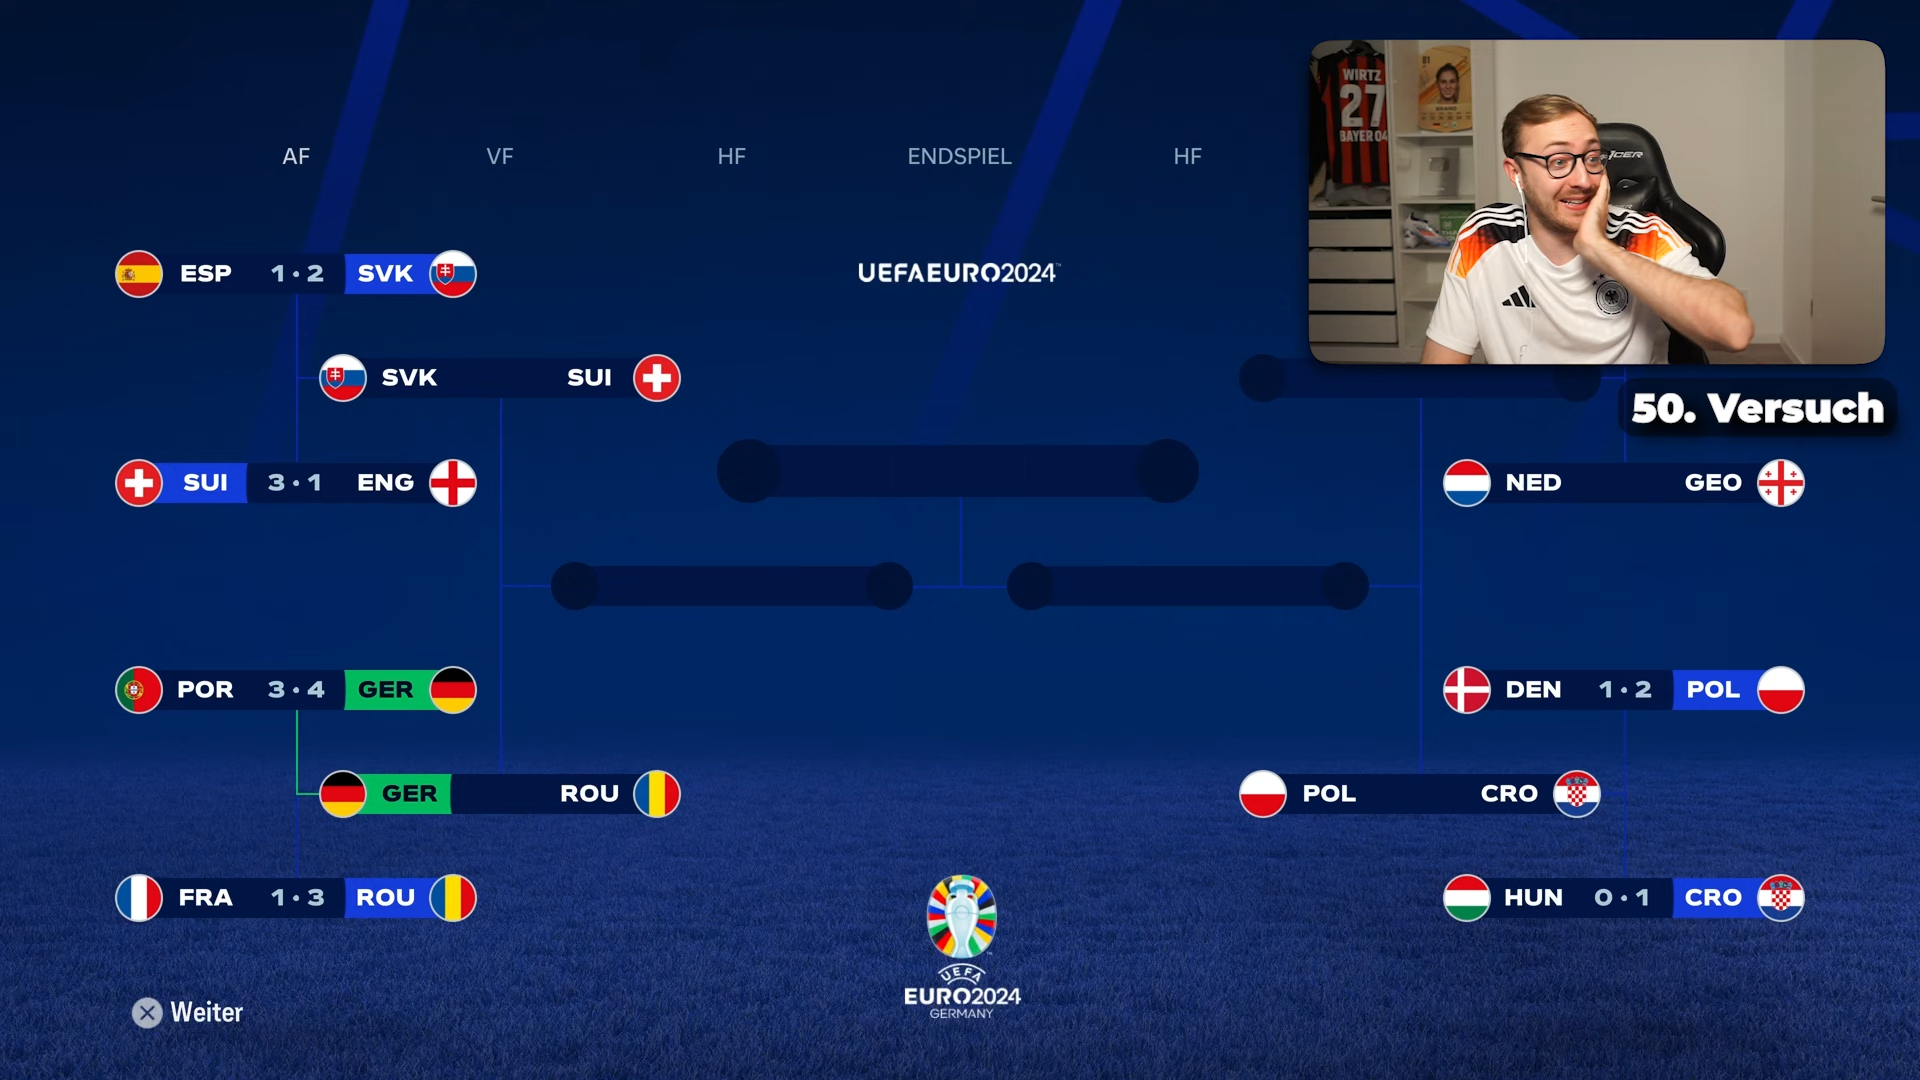 AF
VF
HF
ENDSPIEL
HF
WIRTZ
27
BAYER 04
81
BRAND
ESP 1 • 2 SVK
UEFAEURO2024
SVK SUI
50. Versuch
SUI 3 • 1 ENG
NED GEO
POR 3 • 4 GER
DEN 1 • 2 POL
GER ROU
POL CRO
FRA 1 • 3 ROU
HUN 0 • 1 CRO
UEFA
EURO2024
GERMANY
Weiter